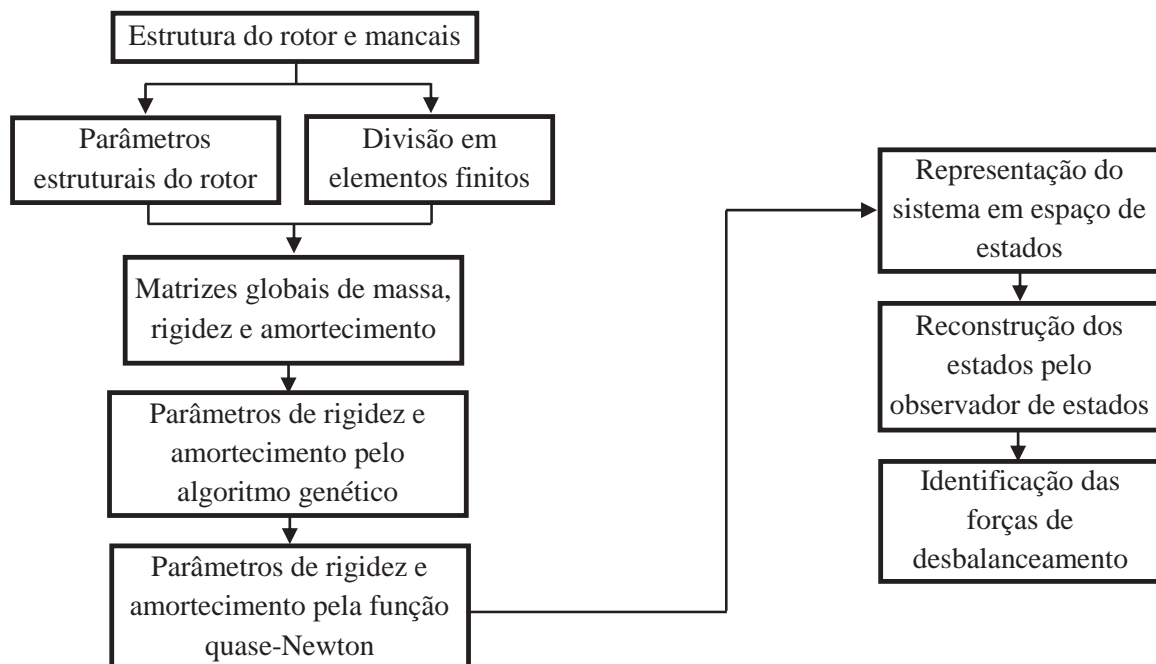 Estrutura do rotor e mancais
Parâmetros
estruturais do rotor
Divisão em
elementos finitos
Matrizes globais de massa,
rigidez e amortecimento
Parâmetros de rigidez e
amortecimento pelo
algoritmo genético
Parâmetros de rigidez e
amortecimento pela função
quase-Newton
Representação do
sistema em espaço de
estados
Reconstrução dos
estados pelo
observador de estados
Identificação das
forças de
desbalanceamento